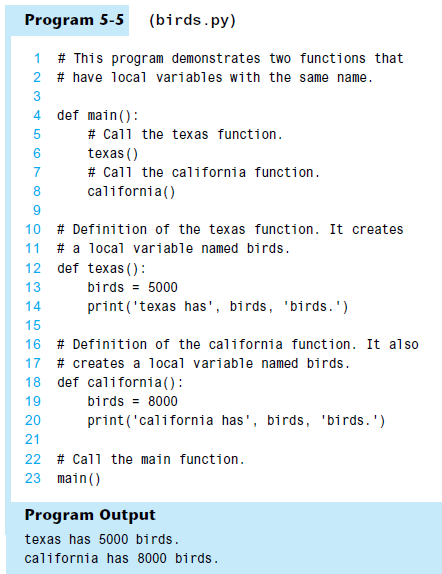 Program 5-5 (birds.py)
1 # This program demonstrates two functions that
2 # have local variables with the same name.
3
4 def main():
5     # Call the texas function.
6     texas()
7     # Call the california function.
8     california()
9
10 # Definition of the texas function. It creates
11 # a local variable named birds.
12 def texas():
13     birds = 5000
14     print('texas has', birds, 'birds.')
15
16 # Definition of the california function. It also
17 # creates a local variable named birds.
18 def california():
19     birds = 8000
20     print('california has', birds, 'birds.')
21
22 # Call the main function.
23 main()
Program Output
texas has 5000 birds.
california has 8000 birds.